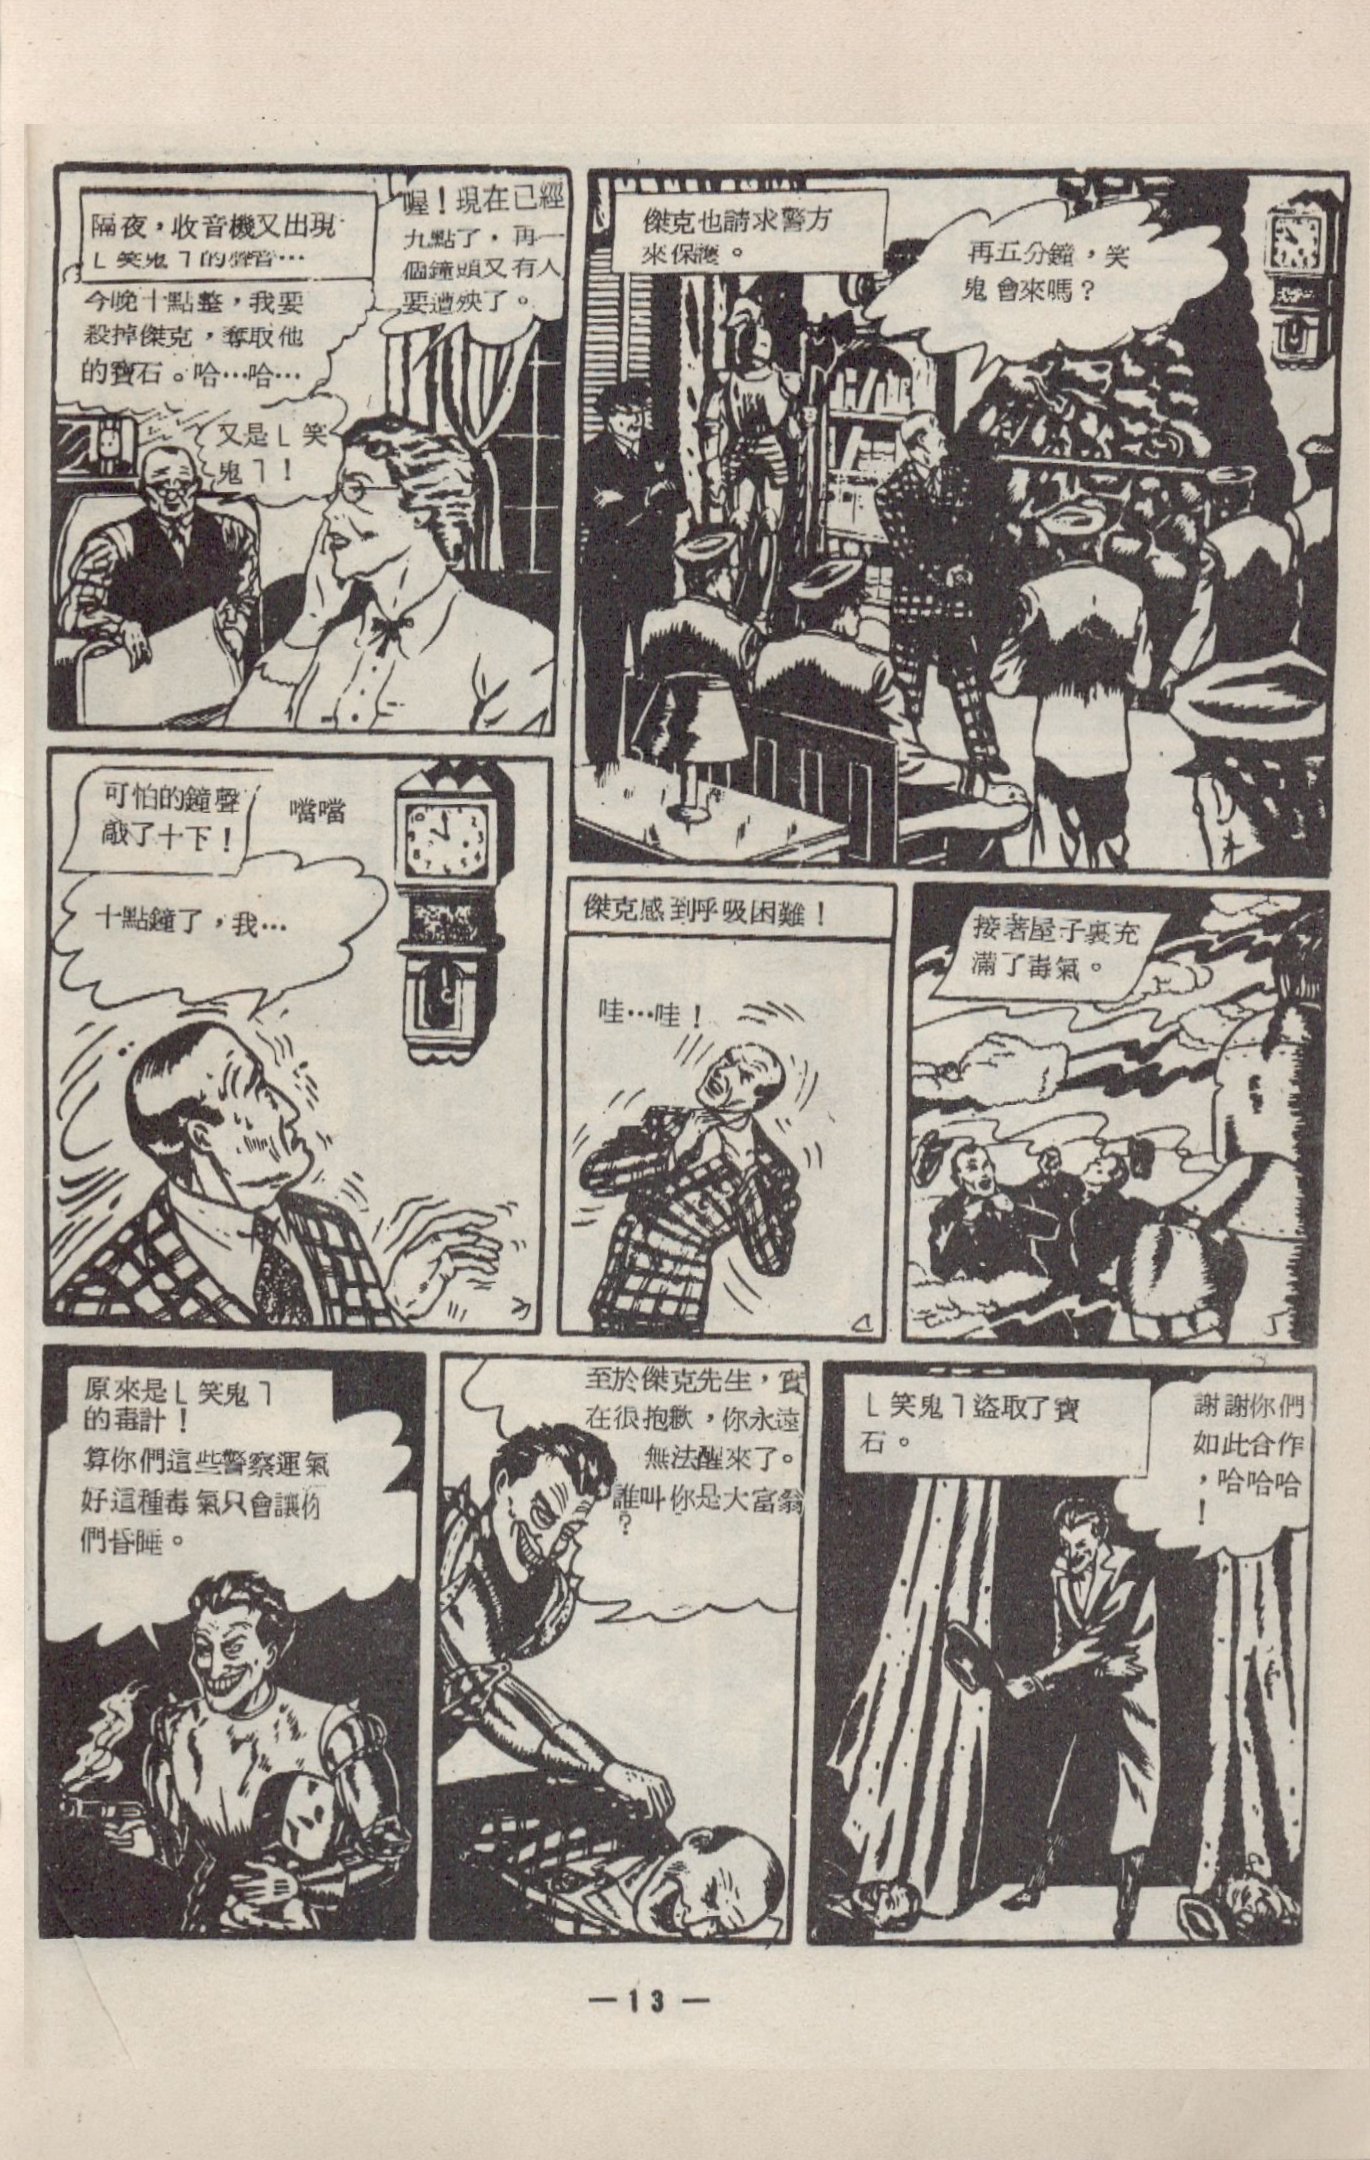 隔夜，收音機又出現
「笑鬼」的聲音…
今晚十點整，我要
殺掉傑克，奪取他
的寶石。哈…哈…
喔！現在已經
九點了，再一
個鐘頭又有人
要遭殃了。
又是「笑
鬼」！
傑克也請求警方
來保護。
再五分鐘，笑
鬼會來嗎？
可怕的鐘聲
敲了十下！
噹噹
十點鐘了，我…
傑克感到呼吸困難！
哇…哇！
接著屋子裏充
滿了毒氣。
原來是「笑鬼」
的毒計！
算你們這些警察運氣
好這種毒氣只會讓你
們昏睡。
至於傑克先生，實
在很抱歉，你永遠
無法醒來了。
誰叫你是大富翁
？
「笑鬼」盜取了寶
石。
謝謝你們
如此合作
，哈哈哈
！
—13—